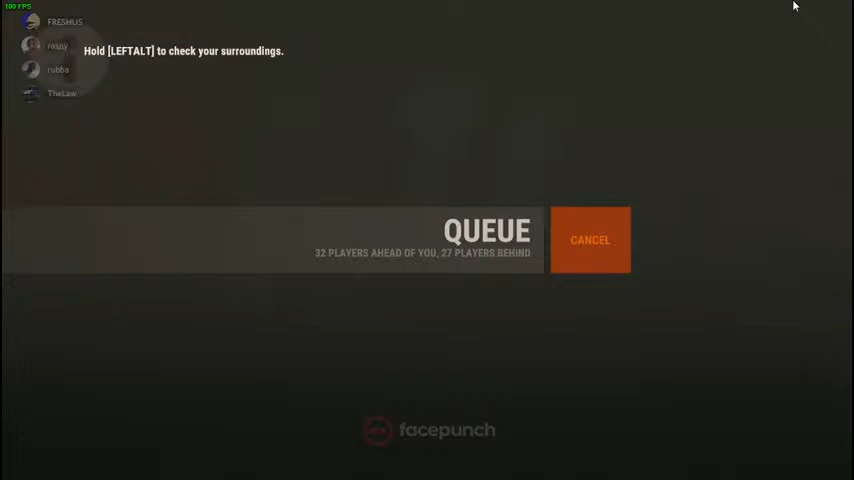 100 FPS
FRESHUS
Hold [LEFTALT] to check your surroundings.
rubba
TheLaw
QUEUE
32 PLAYERS AHEAD OF YOU, 27 PLAYERS BEHIND
CANCEL
facepunch